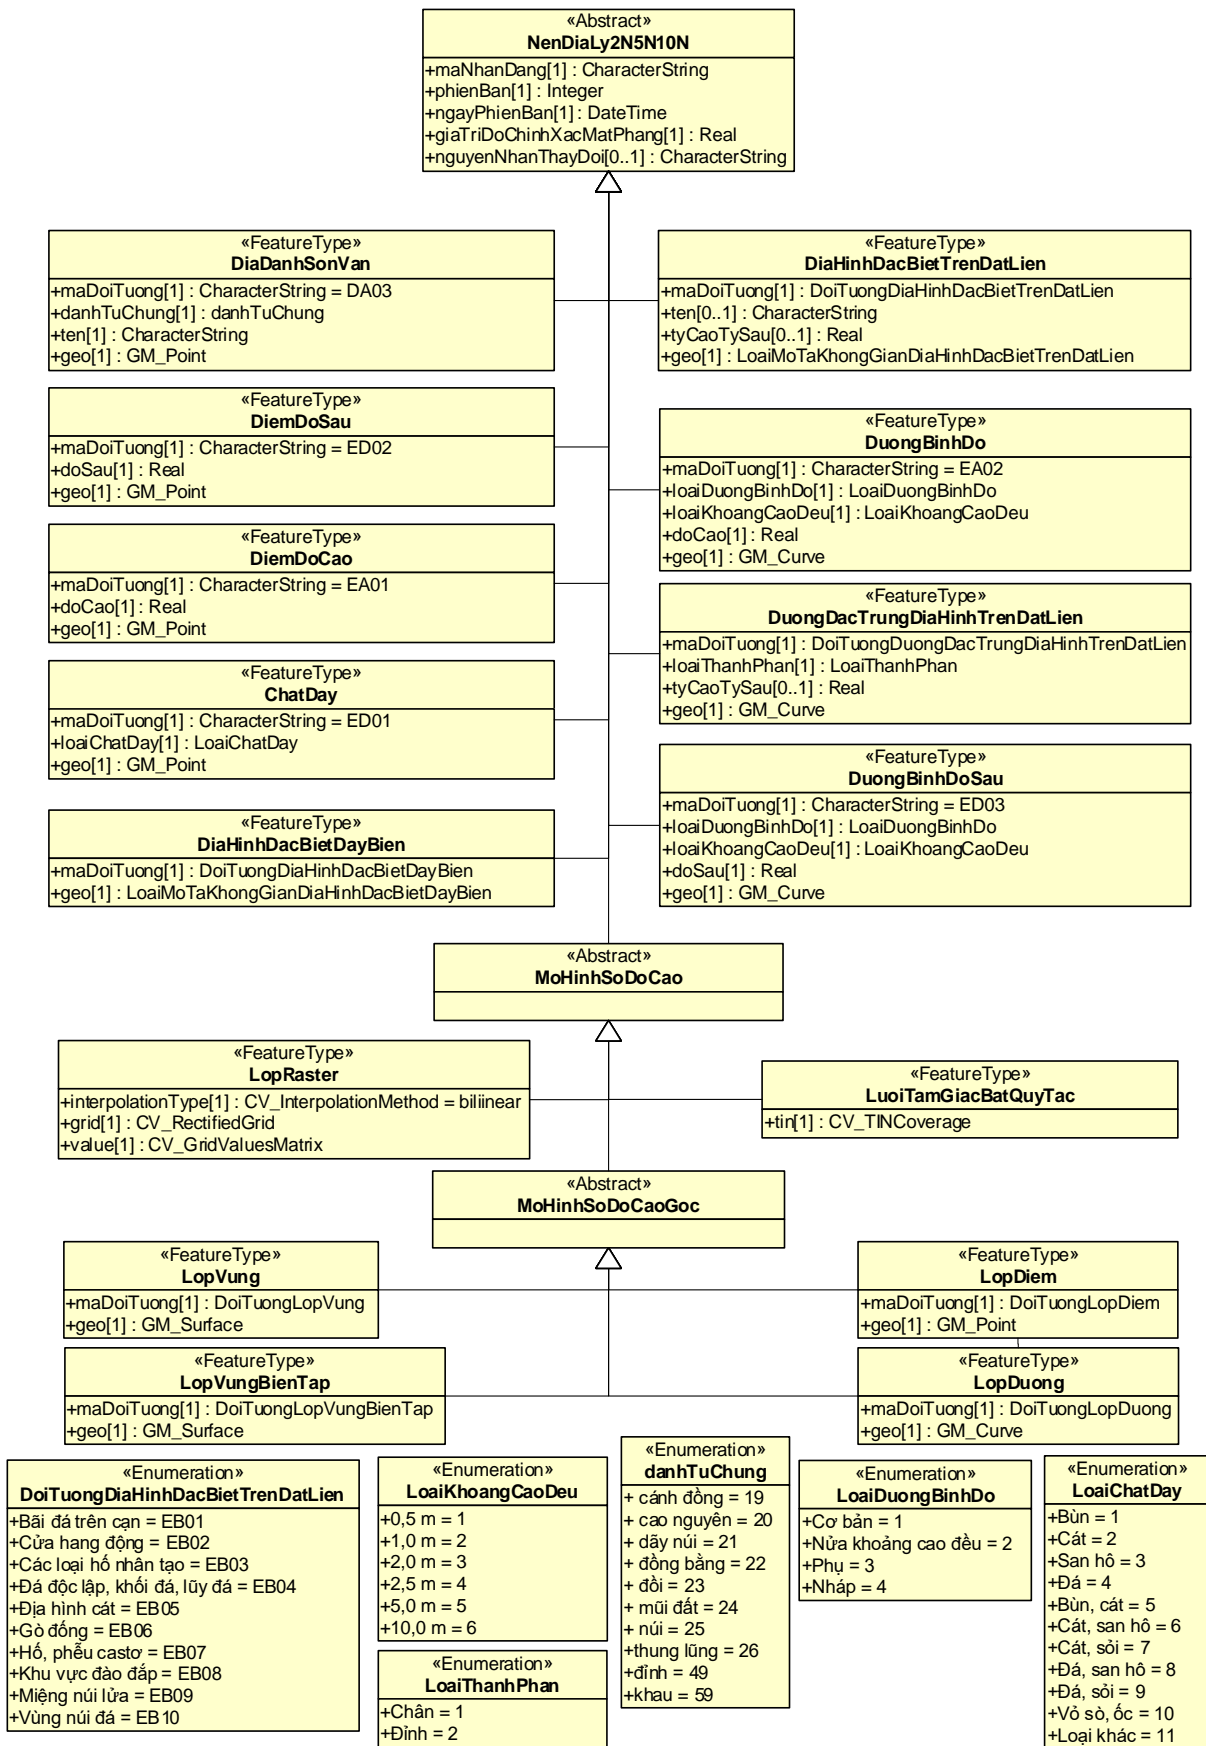 «Abstract»
NenDiaLy2N5N10N
+maNhanDang[1] : CharacterString
+phienBan[1] : Integer
+ngayPhienBan[1] : DateTime
+giaTriDoChinhXacMatPhang[1] : Real
+nguyenNhanThayDoi[0..1] : CharacterString
«FeatureType»
DiaDanhSonVan
+maDoiTuong[1] : CharacterString = DA03
+danhTuChung[1] : danhTuChung
+ten[1] : CharacterString
+geo[1] : GM_Point
«FeatureType»
DiaHinhDacBietTrenDatLien
+maDoiTuong[1] : DoiTuongDiaHinhDacBietTrenDatLien
+ten[0..1] : CharacterString
+tyCaoTySau[0..1] : Real
+geo[1] : LoaiMoTaKhongGianDiaHinhDacBietTrenDatLien
«FeatureType»
DiemDoSau
+maDoiTuong[1] : CharacterString = ED02
+doSau[1] : Real
+geo[1] : GM_Point
«FeatureType»
DuongBinhDo
+maDoiTuong[1] : CharacterString = EA02
+loaiDuongBinhDo[1] : LoaiDuongBinhDo
+loaiKhoangCaoDeu[1] : LoaiKhoangCaoDeu
+doCao[1] : Real
+geo[1] : GM_Curve
«FeatureType»
DiemDoCao
+maDoiTuong[1] : CharacterString = EA01
+doCao[1] : Real
+geo[1] : GM_Point
«FeatureType»
DuongDacTrungDiaHinhTrenDatLien
+maDoiTuong[1] : DoiTuongDuongDacTrungDiaHinhTrenDatLien
+loaiThanhPhan[1] : LoaiThanhPhan
+tyCaoTySau[0..1] : Real
+geo[1] : GM_Curve
«FeatureType»
ChatDay
+maDoiTuong[1] : CharacterString = ED01
+loaiChatDay[1] : LoaiChatDay
+geo[1] : GM_Point
«FeatureType»
DuongBinhDoSau
+maDoiTuong[1] : CharacterString = ED03
+loaiDuongBinhDo[1] : LoaiDuongBinhDo
+loaiKhoangCaoDeu[1] : LoaiKhoangCaoDeu
+doSau[1] : Real
+geo[1] : GM_Curve
«FeatureType»
DiaHinhDacBietDayBien
+maDoiTuong[1] : DoiTuongDiaHinhDacBietDayBien
+geo[1] : LoaiMoTaKhongGianDiaHinhDacBietDayBien
«Abstract»
MoHinhSoDoCao
«FeatureType»
LopRaster
+interpolationType[1] : CV_InterpolationMethod = biliinear
+grid[1] : CV_RectifiedGrid
+value[1] : CV_GridValuesMatrix
«FeatureType»
LuoiTamGiacBatQuyTac
+tin[1] : CV_TINCoverage
«Abstract»
MoHinhSoDoCaoGoc
«FeatureType»
LopVung
+maDoiTuong[1] : DoiTuongLopVung
+geo[1] : GM_Surface
«FeatureType»
LopDiem
+maDoiTuong[1] : DoiTuongLopDiem
+geo[1] : GM_Point
«FeatureType»
LopVungBienTap
+maDoiTuong[1] : DoiTuongLopVungBienTap
+geo[1] : GM_Surface
«FeatureType»
LopDuong
+maDoiTuong[1] : DoiTuongLopDuong
+geo[1] : GM_Curve
«Enumeration»
DoiTuongDiaHinhDacBietTrenDatLien
+Bãi đá trên cạn = EB01
+Cửa hang động = EB02
+Các loại hố nhân tạo = EB03
+Đá độc lập, khối đá, lũy đá = EB04
+Địa hình cát = EB05
+Gò đống = EB06
+Hố, phễu castơ = EB07
+Khu vực đào đắp = EB08
+Miệng núi lửa = EB09
+Vùng núi đá = EB10
«Enumeration»
LoaiKhoangCaoDeu
+0,5 m = 1
+1,0 m = 2
+2,0 m = 3
+2,5 m = 4
+5,0 m = 5
+10,0 m = 6
«Enumeration»
LoaiThanhPhan
+Chân = 1
+Đỉnh = 2
«Enumeration»
danhTuChung
+ cánh đồng = 19
+ cao nguyên = 20
+ dãy núi = 21
+ đồng bằng = 22
+ đồi = 23
+ mũi đất = 24
+ núi = 25
+thung lũng = 26
+đỉnh = 49
+khau = 59
«Enumeration»
LoaiDuongBinhDo
+Cơ bản = 1
+Nửa khoảng cao đều = 2
+Phụ = 3
+Nháp = 4
«Enumeration»
LoaiChatDay
+Bùn = 1
+Cát = 2
+San hô = 3
+Đá = 4
+Bùn, cát = 5
+Cát, san hô = 6
+Cát, sỏi = 7
+Đá, san hô = 8
+Đá, sỏi = 9
+Vỏ sò, ốc = 10
+Loại khác = 11